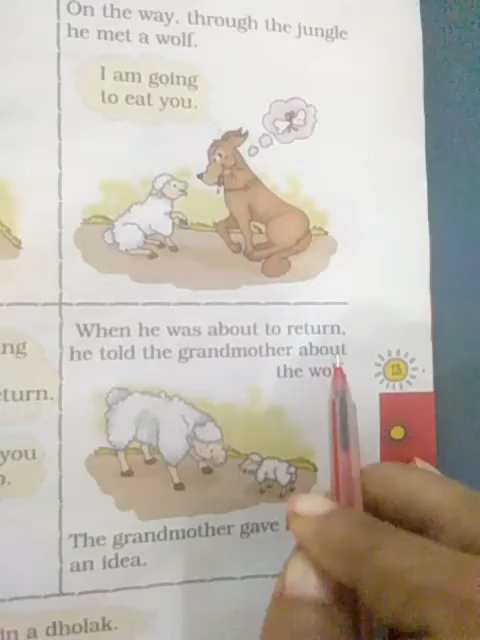 On the way, through the jungle
he met a wolf.
I am going
to eat you.
ng
eturn.
you
When he was about to return,
he told the grandmother about
the
13
The grandmother gave
an idea.
in a dholak.